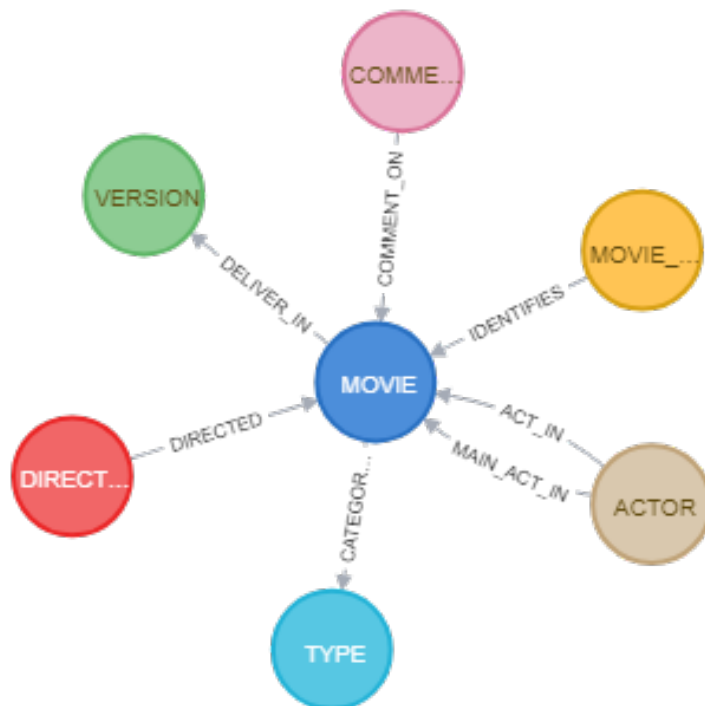 COMME...
VERSION
COMMENT_ON
MOVIE_...
DELIVER_IN
IDENTIFIES
MOVIE
ACT_IN
DIRECTED
MAIN_ACT_IN
DIRECT...
CATEGOR...
ACTOR
TYPE